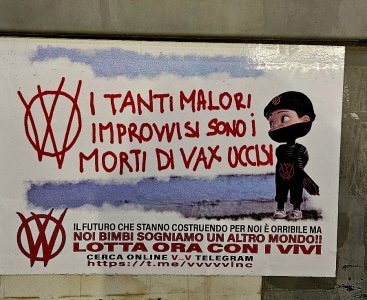 I TANTI MALORI
IMPROVVISI SONO I
MORTI DI VAX UCCISI
IL FUTURO CHE STANNO COSTRUENDO PER NOI È ORRIBILE MA
NOI BIMBI SOGNIAMO UN ALTRO MONDO!!
LOTTA ORA CON I VIVI
CERCA ONLINE V_V TELEGRAM
https://t.me/vvvvvinc